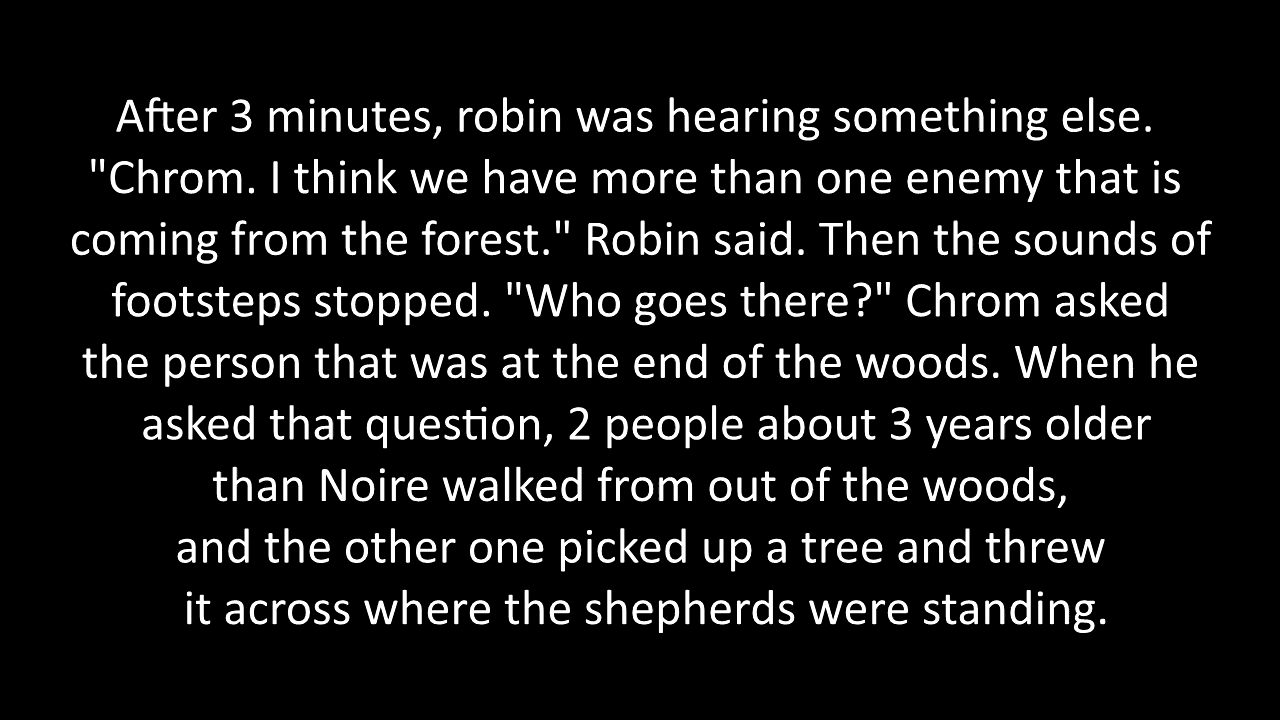 After 3 minutes, robin was hearing something else.
"Chrom. I think we have more than one enemy that is
coming from the forest." Robin said. Then the sounds of
footsteps stopped. "Who goes there?" Chrom asked
the person that was at the end of the woods. When he
asked that question, 2 people about 3 years older
than Noire walked from out of the woods,
and the other one picked up a tree and threw
it across where the shepherds were standing.